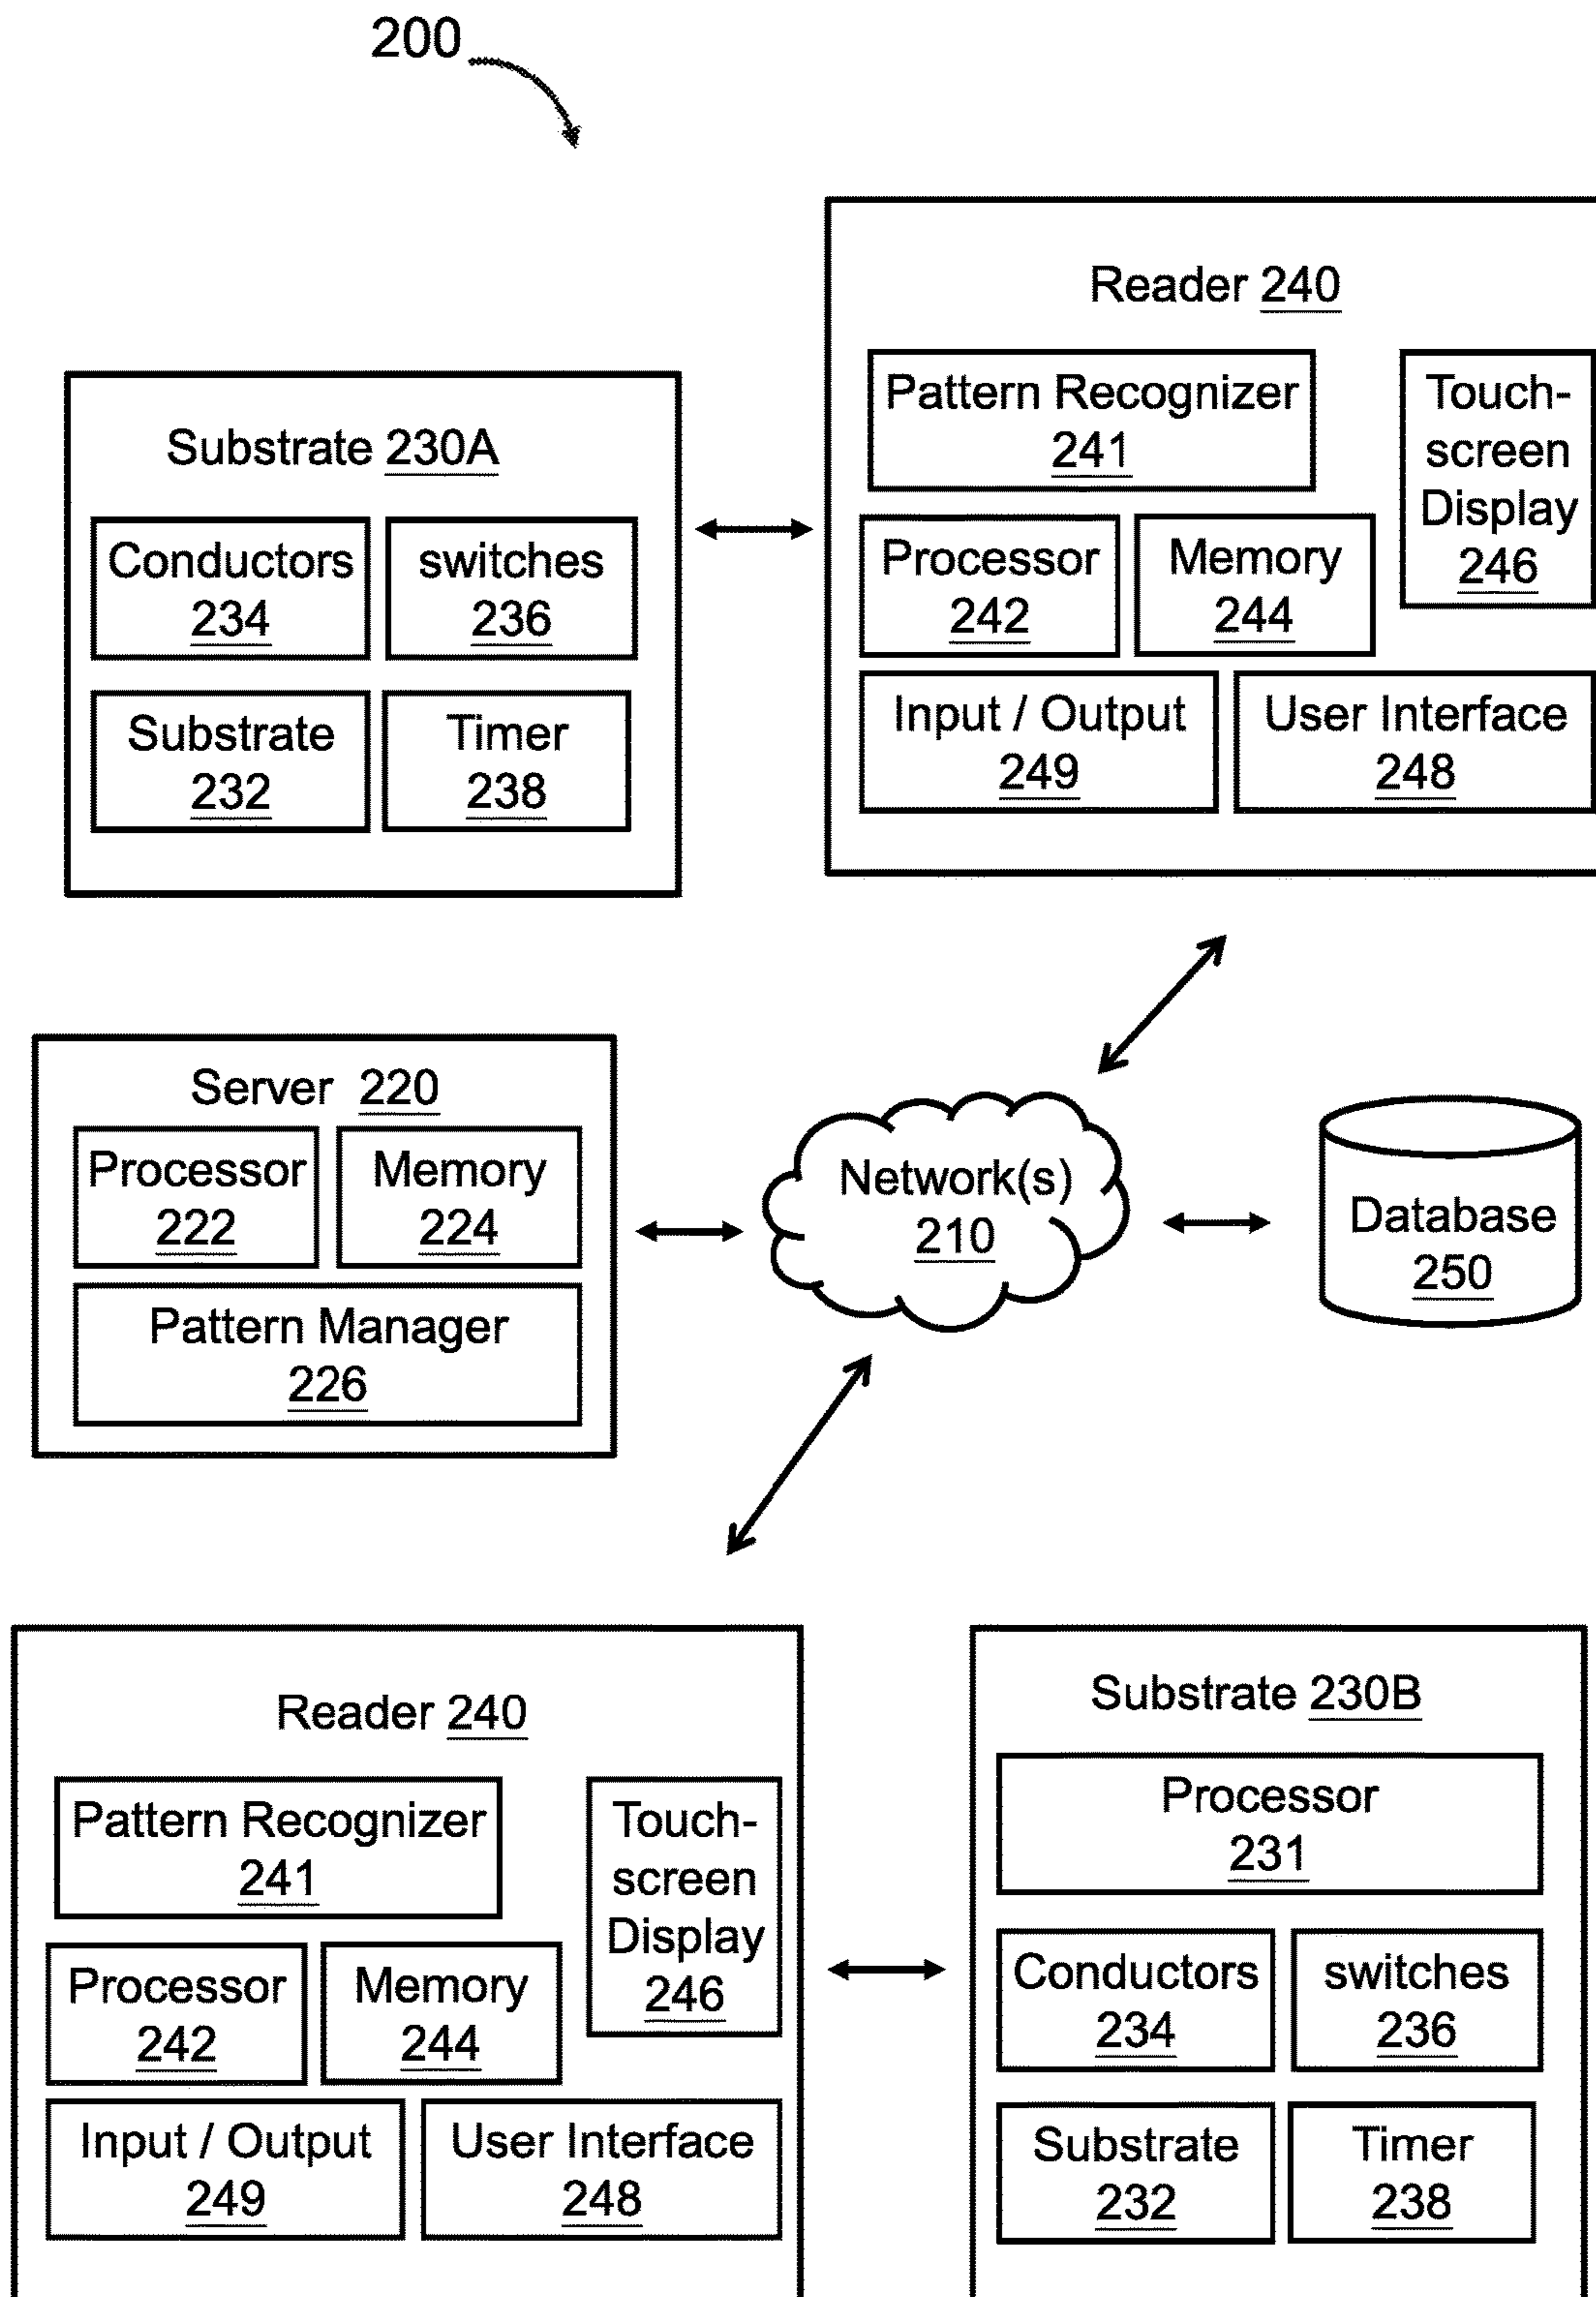 200
Reader 240
Pattern Recognizer
241
Touch-
screen
Display
246
Processor
242
Memory
244
Input / Output
249
User Interface
248
Substrate 230A
Conductors
234
switches
236
Substrate
232
Timer
238
Server 220
Processor
222
Memory
224
Pattern Manager
226
Network(s)
210
Database
250
Reader 240
Pattern Recognizer
241
Touch-
screen
Display
246
Processor
242
Memory
244
Input / Output
249
User Interface
248
Substrate 230B
Processor
231
Conductors
234
switches
236
Substrate
232
Timer
238